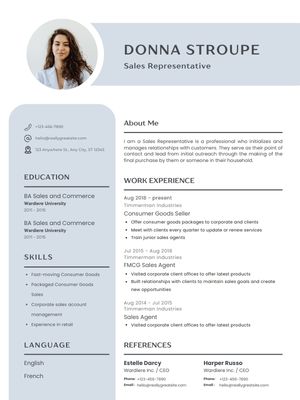 DONNA STROUPE
Sales Representative
+123-456-7890
hello@reallygreatsite.com
123 Anywhere St., Any City, ST 12345
EDUCATION
BA Sales and Commerce
Wardiere University
2011 - 2015
BA Sales and Commerce
Wardiere University
2011 - 2015
SKILLS
Fast-moving Consumer Goods
Packaged Consumer Goods
Sales
Corporate sales account
management
Experience in retail
LANGUAGE
English
French
About Me
I am a Sales Representative is a professional who initializes and
manages relationships with customers. They serve as their point of
contact and lead from initial outreach through the making of the
final purchase by them or someone in their household.
WORK EXPERIENCE
Aug 2018 – present
Timmerman Industries
Consumer Goods Seller
• Offer consumer goods packages to corporate and clients
• Meet with clients every quarter to update or renew services
• Train junior sales agents
Jul 2015 - Aug 2018
Timmerman Industries
FMCG Sales Agent
• Visited corporate client offices to offer latest products
• Built relationships with clients to maintain sales goals and create
new opportunities
Aug 2014 - Jul 2015
Timmerman Industries
Sales Agent
• Visited corporate client offices to offer latest products
REFERENCES
Estelle Darcy
Wardiere Inc. / CEO
Phone: +123-456-7890
Email: hello@reallygreatsite.com
Harper Russo
Wardiere Inc. / CEO
Phone: +123-456-7890
Email: hello@reallygreatsite.com